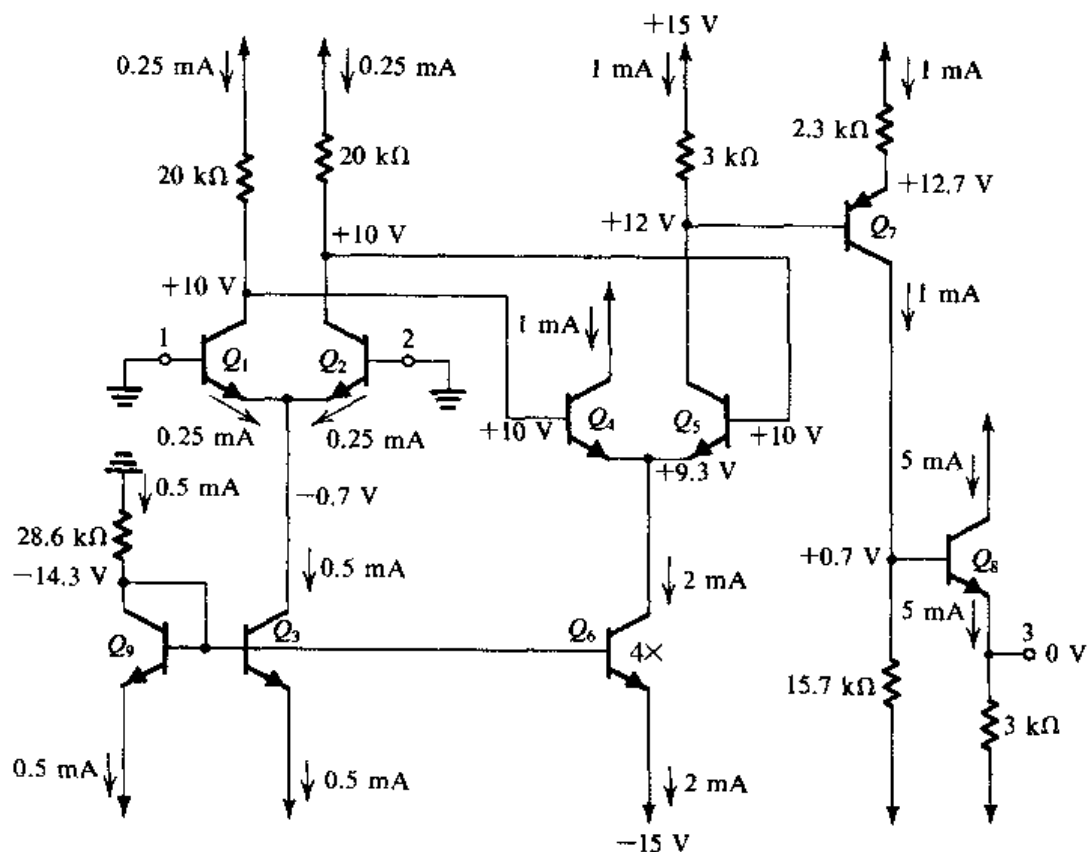 +15 V
0.25 mA
0.25 mA
1 mA
1 mA
20 kΩ
20 kΩ
3 kΩ
2.3 kΩ
+12.7 V
+12 V
Q7
+10 V
+10 V
1 mA
1 mA
1
Q1
Q2
2
0.25 mA
0.25 mA
+10 V
Q4
Q5
+10 V
+9.3 V
0.5 mA
−0.7 V
5 mA
28.6 kΩ
−14.3 V
0.5 mA
2 mA
+0.7 V
Q8
5 mA
Q9
Q3
Q6
4×
3
0 V
15.7 kΩ
3 kΩ
0.5 mA
0.5 mA
2 mA
−15 V